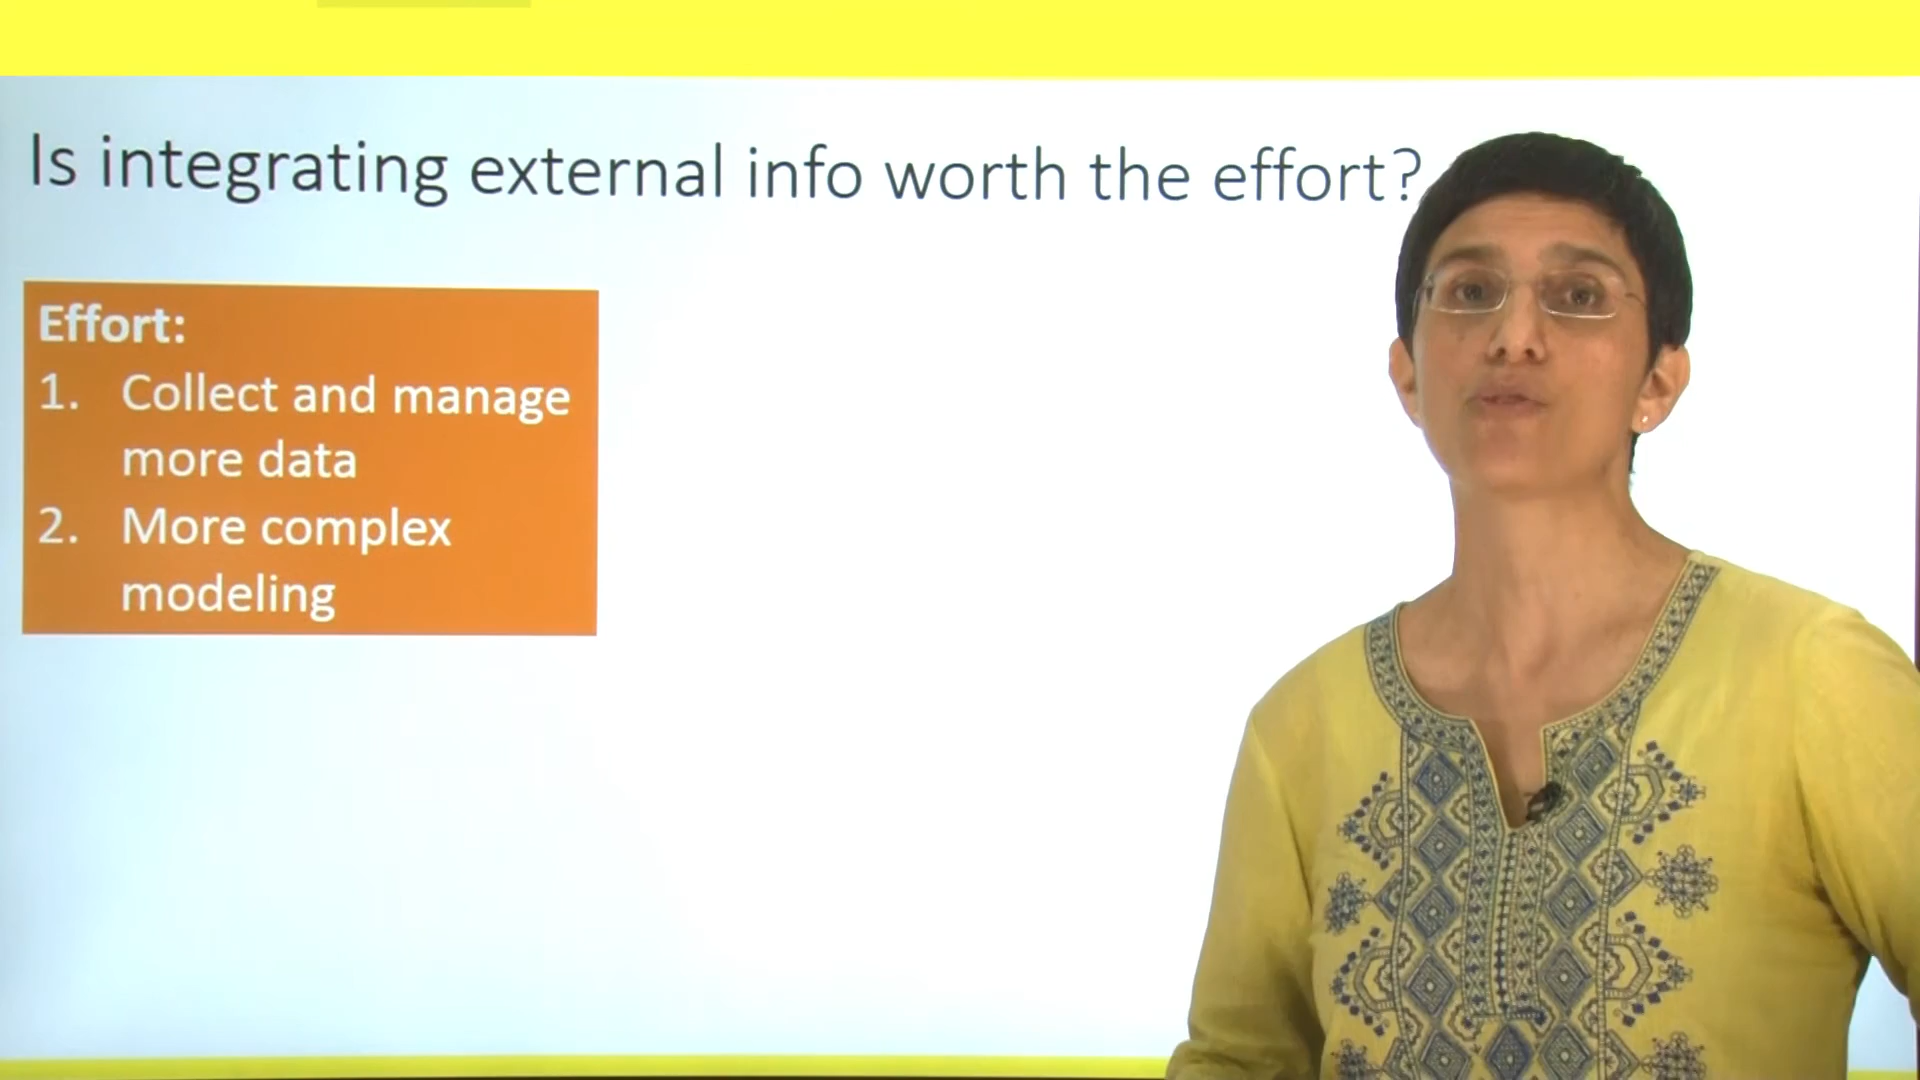 Is integrating external info worth the effort?
Effort:
1. Collect and manage
more data
2. More complex
modeling